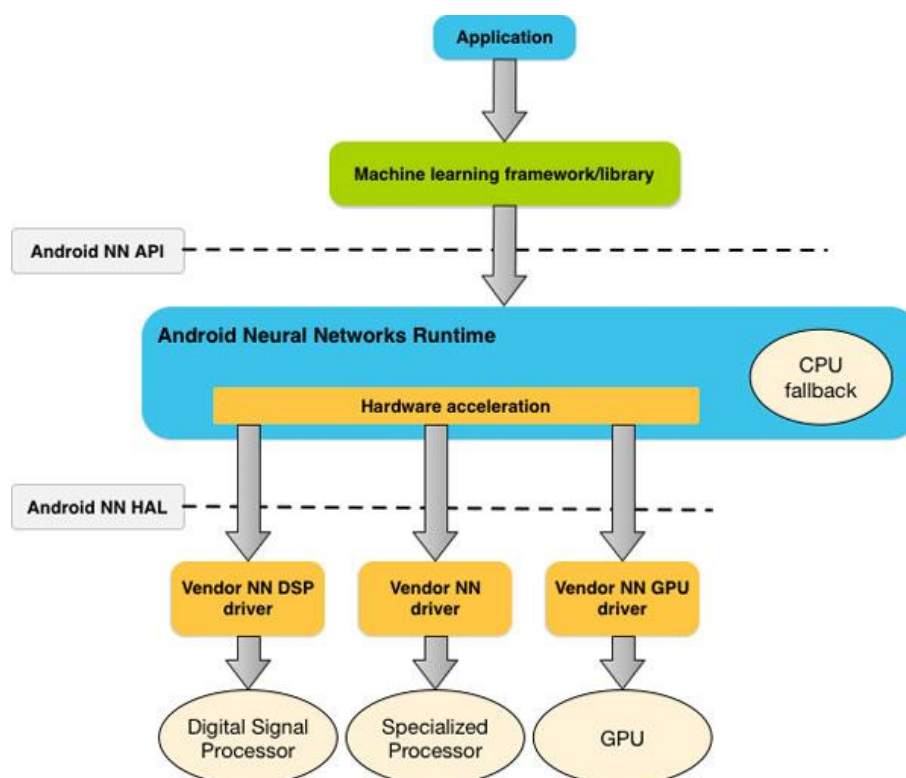 Application
Machine learning framework/library
Android NN API
Android Neural Networks Runtime
CPU
fallback
Hardware acceleration
Android NN HAL
Vendor NN DSP
driver
Vendor NN
driver
Vendor NN GPU
driver
Digital Signal
Processor
Specialized
Processor
GPU